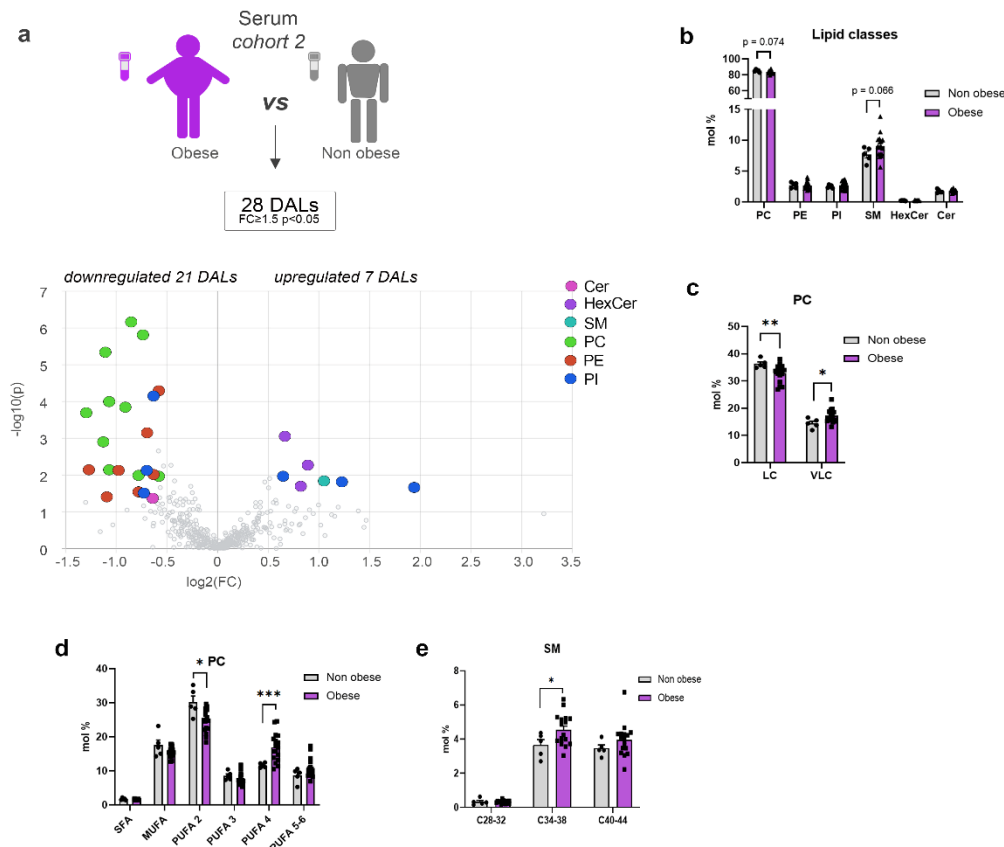 a
Serum
cohort 2
vs
Obese
Non obese
28 DALs
FC≥1.5 p<0.05
downregulated 21 DALs
upregulated 7 DALs
7
6
5
4
3
2
1
0
-log10(p)
-1.5
-1.0
-0.5
0
0.5
1.0
1.5
2.0
2.5
3.0
3.5
log2(FC)
Cer
HexCer
SM
PC
PE
PI
b
Lipid classes
p = 0.074
p = 0.066
100
80
60
15
10
5
0
mol %
PC
PE
PI
SM
HexCer
Cer
Non obese
Obese
c
PC
**
*
40
30
20
10
0
mol %
LC
VLC
Non obese
Obese
d
PC
*
***
40
30
20
10
0
mol %
SFA
MUFA
PUFA 2
PUFA 3
PUFA 4
PUFA 5-6
Non obese
Obese
e
SM
*
8
6
4
2
0
mol %
C28-32
C34-38
C40-44
Non obese
Obese